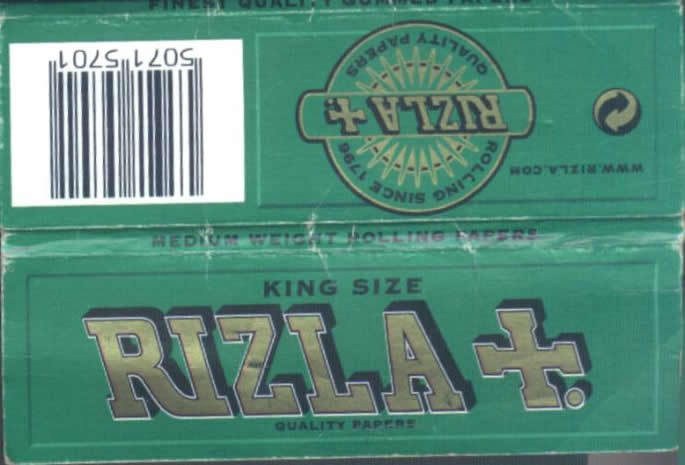 FINEST QUALITY GUMMED PAPERS
5071 5701
QUALITY PAPERS
RIZLA+.
ROLLING SINCE 1796
WWW.RIZLA.COM
MEDIUM WEIGHT ROLLING PAPERS
KING SIZE
RIZLA+.
QUALITY PAPERS